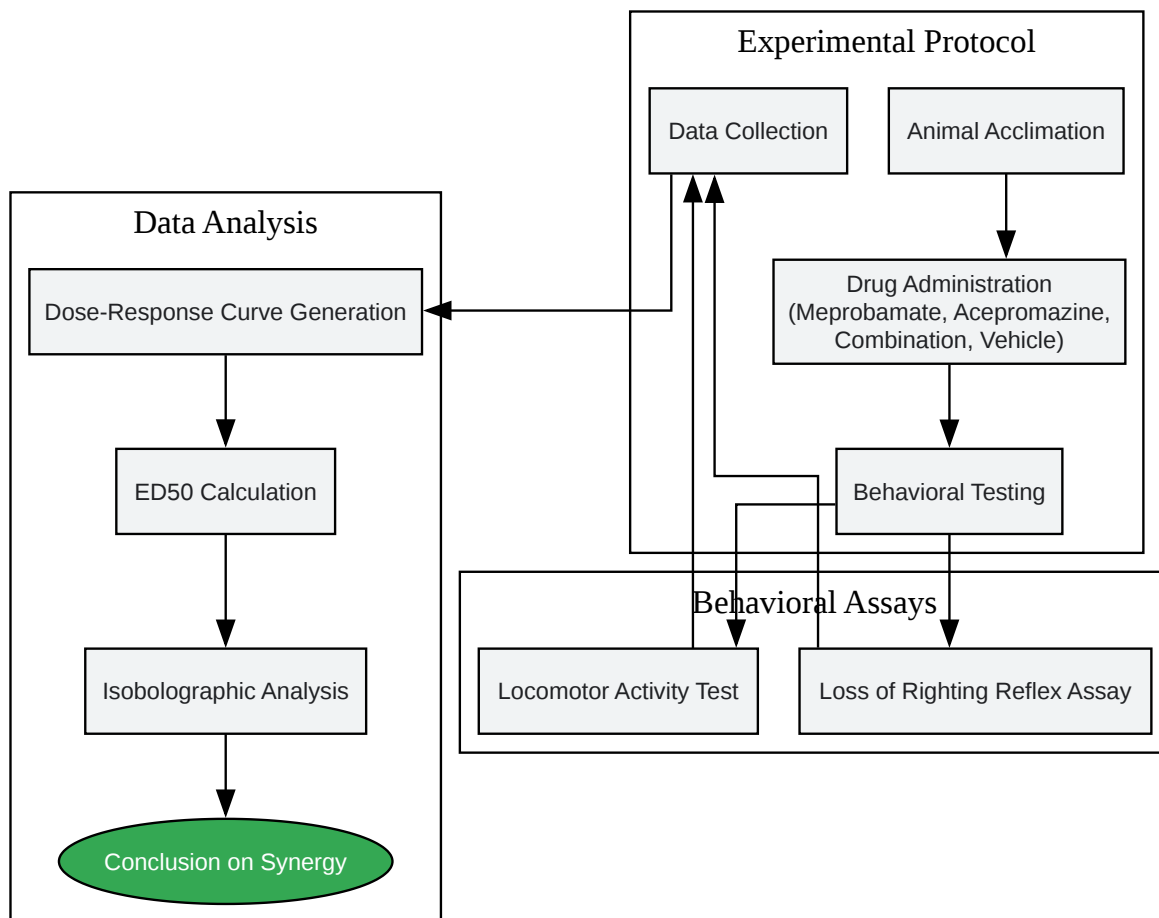 Experimental Protocol
Data Collection
Animal Acclimation
Drug Administration
(Meprobamate, Acepromazine,
Combination, Vehicle)
Behavioral Testing
Behavioral Assays
Locomotor Activity Test
Loss of Righting Reflex Assay
Data Analysis
Dose-Response Curve Generation
ED50 Calculation
Isobolographic Analysis
Conclusion on Synergy